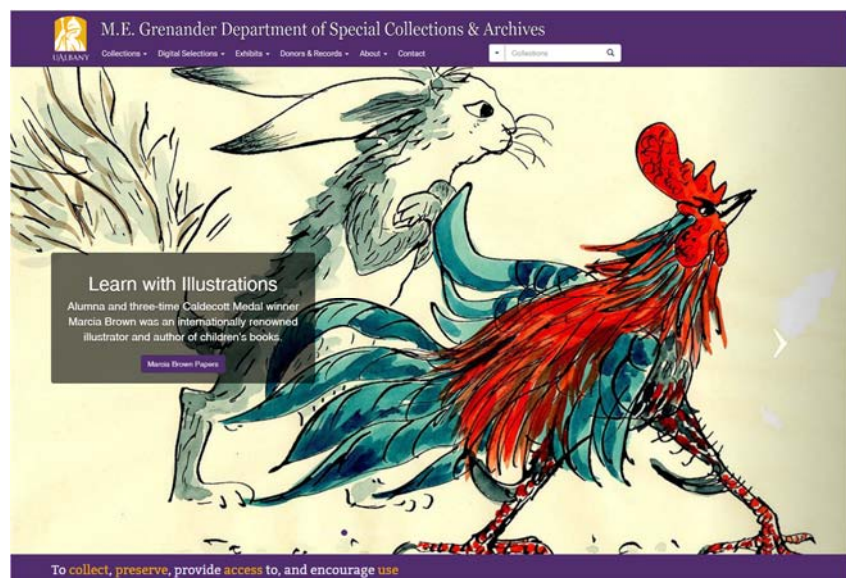 M.E. Grenander Department of Special Collections & Archives
UALBANY
Collections Digital Selections Exhibits Donors & Records About Contact
Collections
Learn with Illustrations
Alumna and three-time Caldecott Medal winner
Marcia Brown was an internationally renowned
illustrator and author of children's books.
Marcia Brown Papers
To collect, preserve, provide access to, and encourage use